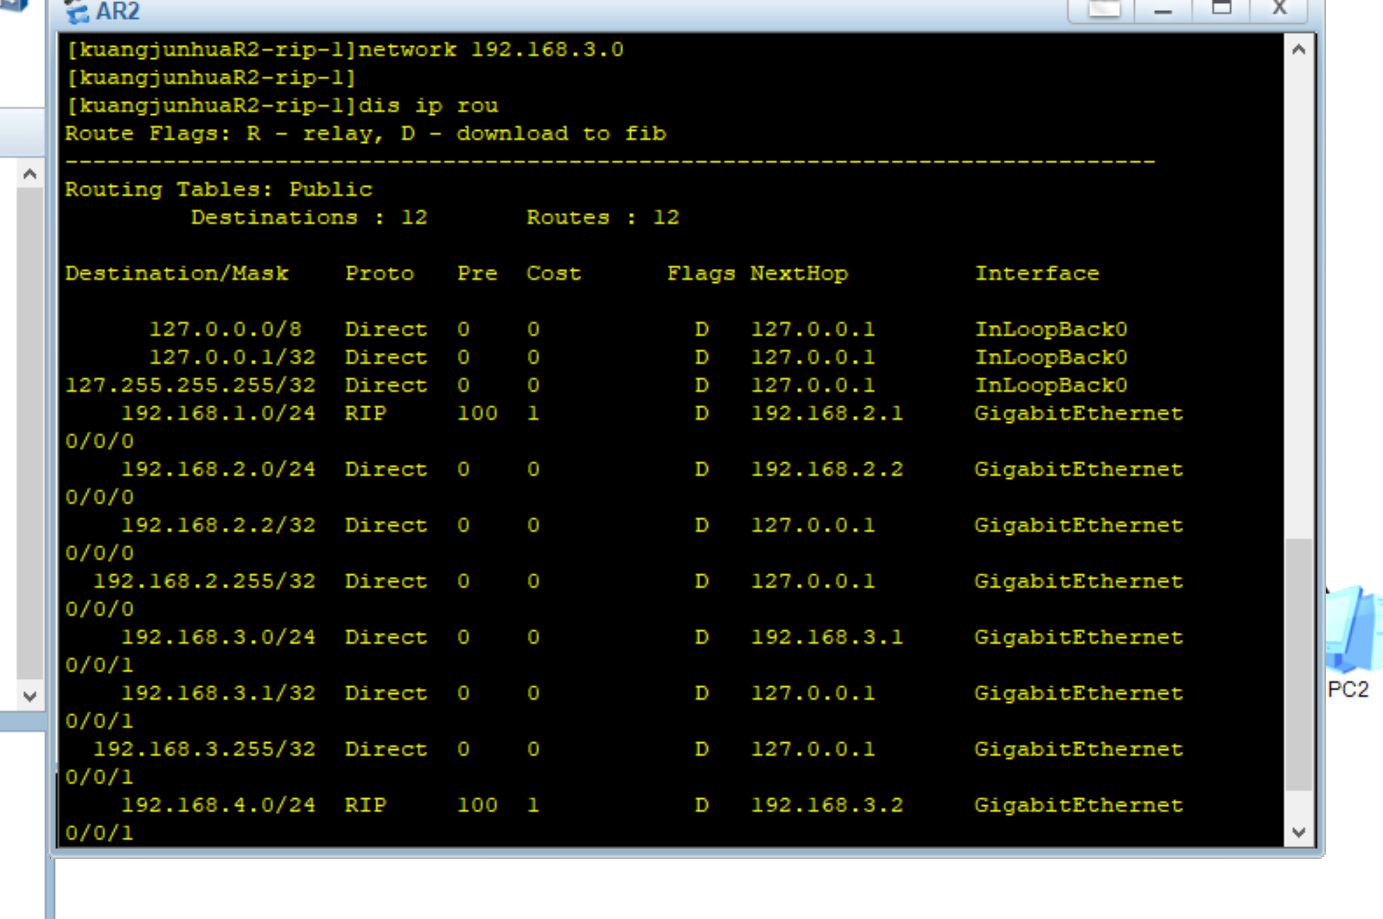 AR2
[kuangjunhuaR2-rip-1]network 192.168.3.0
[kuangjunhuaR2-rip-1]
[kuangjunhuaR2-rip-1]dis ip rou
Route Flags: R - relay, D - download to fib
------------------------------------------------------------------------------
Routing Tables: Public
         Destinations : 12       Routes : 12
Destination/Mask    Proto   Pre  Cost      Flags NextHop         Interface
      127.0.0.0/8   Direct  0    0           D   127.0.0.1       InLoopBack0
      127.0.0.1/32  Direct  0    0           D   127.0.0.1       InLoopBack0
127.255.255.255/32  Direct  0    0           D   127.0.0.1       InLoopBack0
    192.168.1.0/24  RIP     100  1           D   192.168.2.1     GigabitEthernet
0/0/0
    192.168.2.0/24  Direct  0    0           D   192.168.2.2     GigabitEthernet
0/0/0
    192.168.2.2/32  Direct  0    0           D   127.0.0.1       GigabitEthernet
0/0/0
  192.168.2.255/32  Direct  0    0           D   127.0.0.1       GigabitEthernet
0/0/0
    192.168.3.0/24  Direct  0    0           D   192.168.3.1     GigabitEthernet
0/0/1
    192.168.3.1/32  Direct  0    0           D   127.0.0.1       GigabitEthernet
0/0/1
  192.168.3.255/32  Direct  0    0           D   127.0.0.1       GigabitEthernet
0/0/1
    192.168.4.0/24  RIP     100  1           D   192.168.3.2     GigabitEthernet
0/0/1
PC2